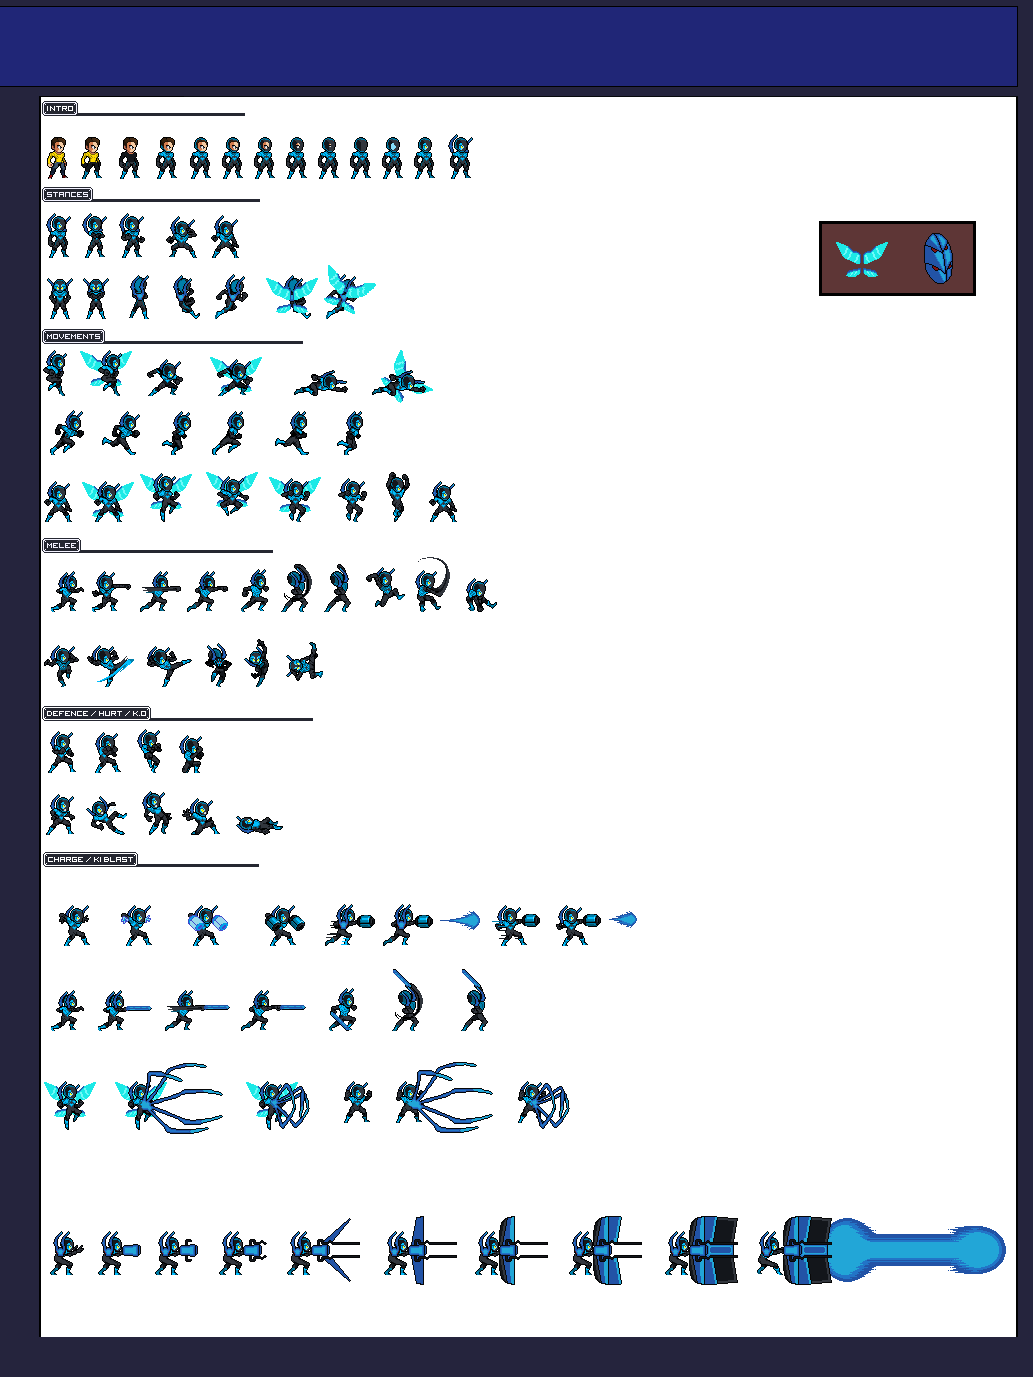 INTRO
STANCES
MOVEMENTS
MELEE
DEFENCE / HURT / K.O
CHARGE / KI BLAST